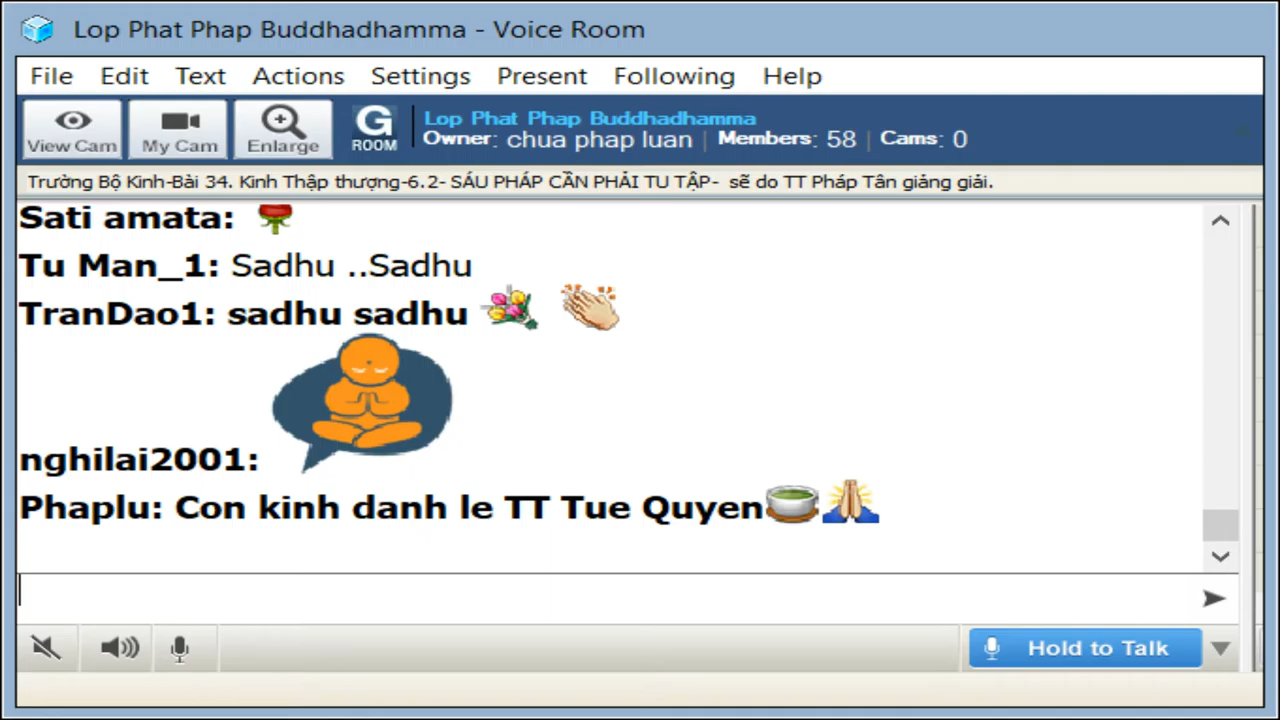 Lop Phat Phap Buddhadhamma - Voice Room
File Edit Text Actions Settings Present Following Help
View Cam My Cam Enlarge G ROOM
Lop Phat Phap Buddhadhamma
Owner: chua phap luan | Members: 58 | Cams: 0
Trường Bộ Kinh-Bài 34. Kinh Thập thượng-6.2- SÁU PHÁP CẦN PHẢI TU TẬP- sẽ do TT Pháp Tân giảng giải.
Sati amata:
Tu Man_1: Sadhu ..Sadhu
TranDao1: sadhu sadhu
nghilai2001:
Phaplu: Con kinh danh le TT Tue Quyen
Hold to Talk